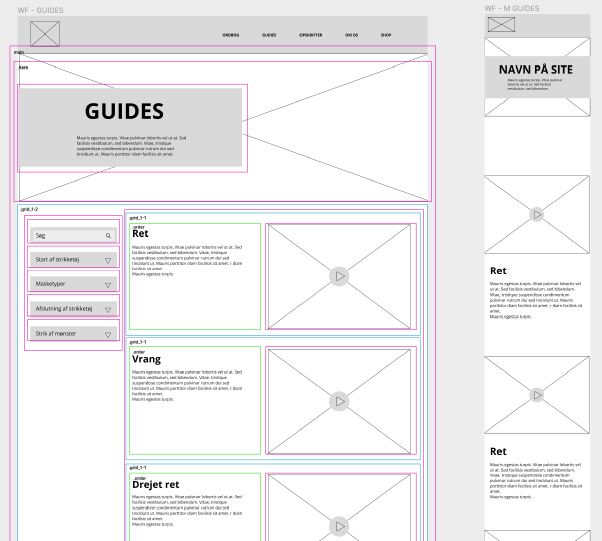 WF - GUIDES
ORDBOG GUIDES OPSKRIFTER OM OS SHOP
main
.hero
GUIDES
Mauris egestas turpis. Vitae pulvinar lobortis vel ut at. Sed
facilisis vestibulum, sed bibendum. Vitae, tristique
suspendisse condimentum pulvinar rutrum dui sed
tincidunt ut. Mauris porttitor diam facilisis sit amet.
.grid_1-2
Søg
Start af strikketøj
Masketyper
Afslutning af strikketøj
Strik af mønster
.grid_1-1
.order
Ret
Mauris egestas turpis. Vitae pulvinar lobortis vel ut at. Sed
facilisis vestibulum, sed bibendum. Vitae, tristique
suspendisse condimentum pulvinar rutrum dui sed
tincidunt ut. Mauris porttitor diam facilisis sit amet. r diam
facilisis sit amet.
Mauris egestas turpis.
.grid_1-1
.order
Vrang
Mauris egestas turpis. Vitae pulvinar lobortis vel ut at. Sed
facilisis vestibulum, sed bibendum. Vitae, tristique
suspendisse condimentum pulvinar rutrum dui sed
tincidunt ut. Mauris porttitor diam facilisis sit amet. r diam
facilisis sit amet.
Mauris egestas turpis.
.grid_1-1
.order
Drejet ret
Mauris egestas turpis. Vitae pulvinar lobortis vel ut at. Sed
facilisis vestibulum, sed bibendum. Vitae, tristique
suspendisse condimentum pulvinar rutrum dui sed
tincidunt ut. Mauris porttitor diam facilisis sit amet. r diam
facilisis sit amet.
Mauris egestas turpis.
WF - M GUIDES
NAVN PÅ SITE
Mauris egestas turpis. Vitae pulvinar
lobortis vel ut at. Sed facilisis
vestibulum, sed bibendum.
Ret
Mauris egestas turpis. Vitae pulvinar lobortis vel ut at.
Sed facilisis vestibulum, sed bibendum.
Vitae, tristique suspendisse condimentum
pulvinar rutrum dui sed tincidunt ut. Mauris
porttitor diam facilisis sit amet. r diam facilisis sit
amet.
Mauris egestas turpis.
Ret
Mauris egestas turpis. Vitae pulvinar lobortis vel ut at.
Sed facilisis vestibulum, sed bibendum.
Vitae, tristique suspendisse condimentum
pulvinar rutrum dui sed tincidunt ut. Mauris
porttitor diam facilisis sit amet. r diam facilisis sit
amet.
Mauris egestas turpis.